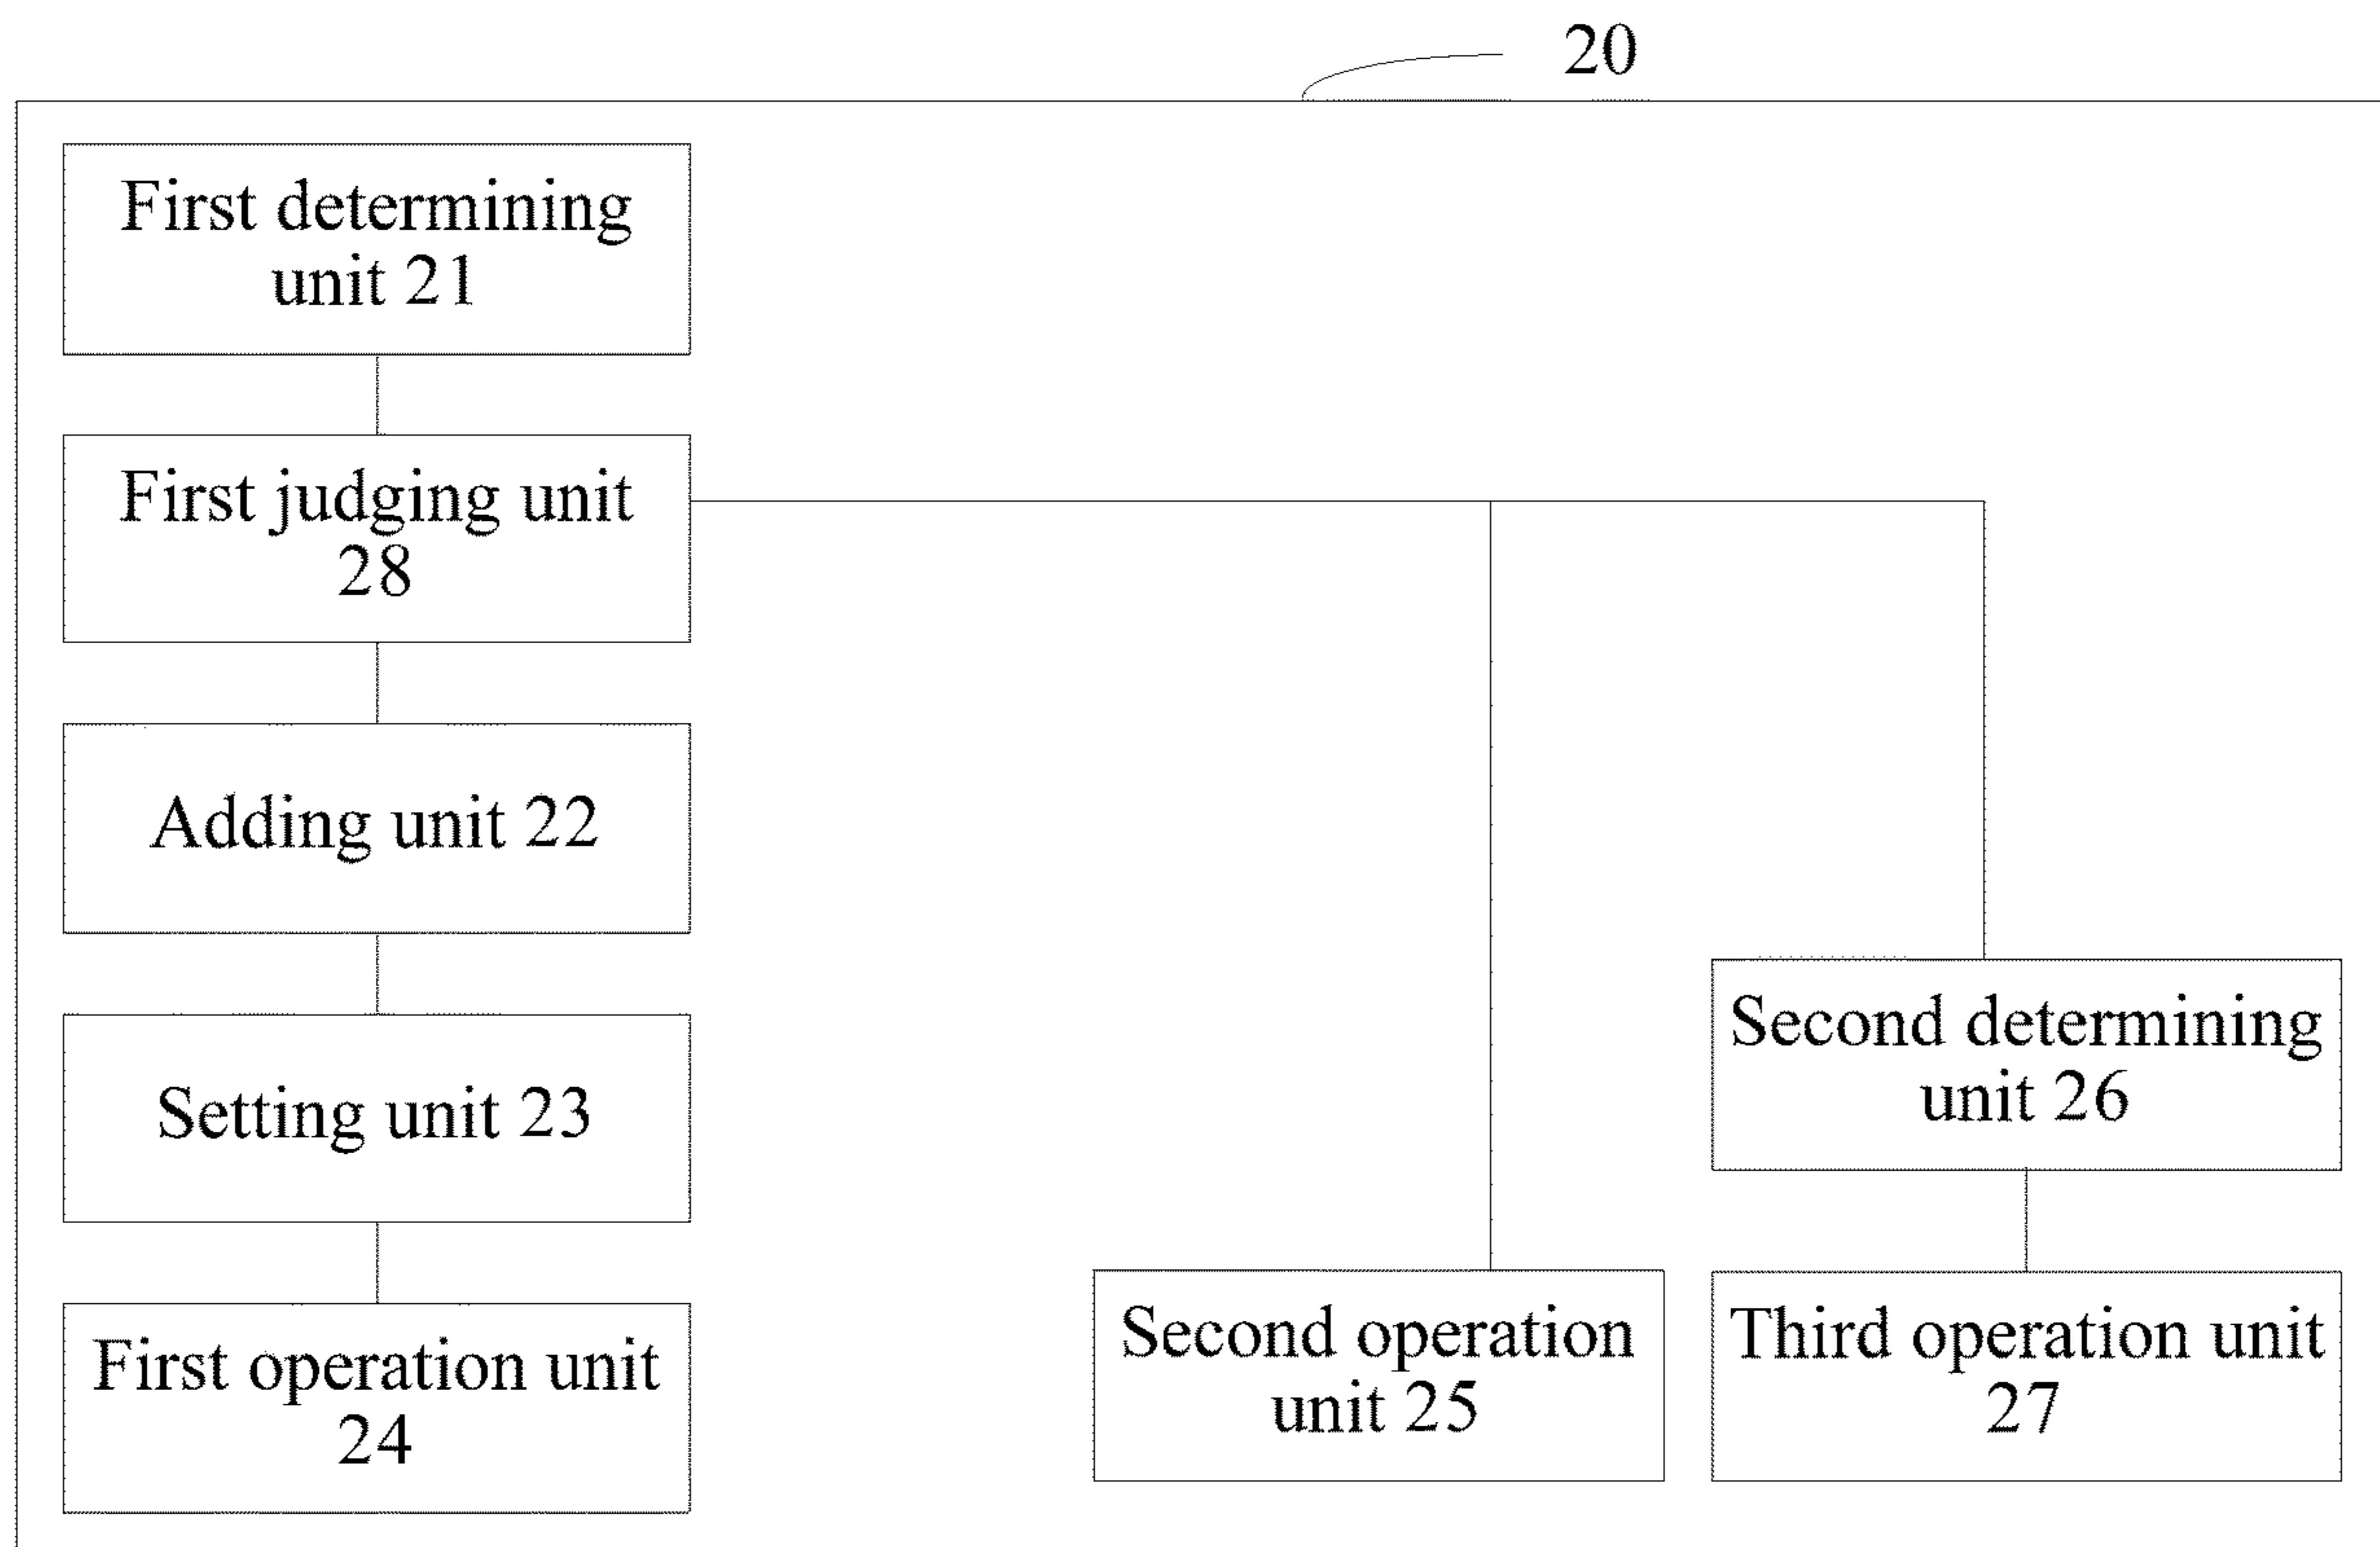 20
First determining
unit 21
First judging unit
28
Adding unit 22
Setting unit 23
First operation unit
24
Second operation
unit 25
Second determining
unit 26
Third operation unit
27